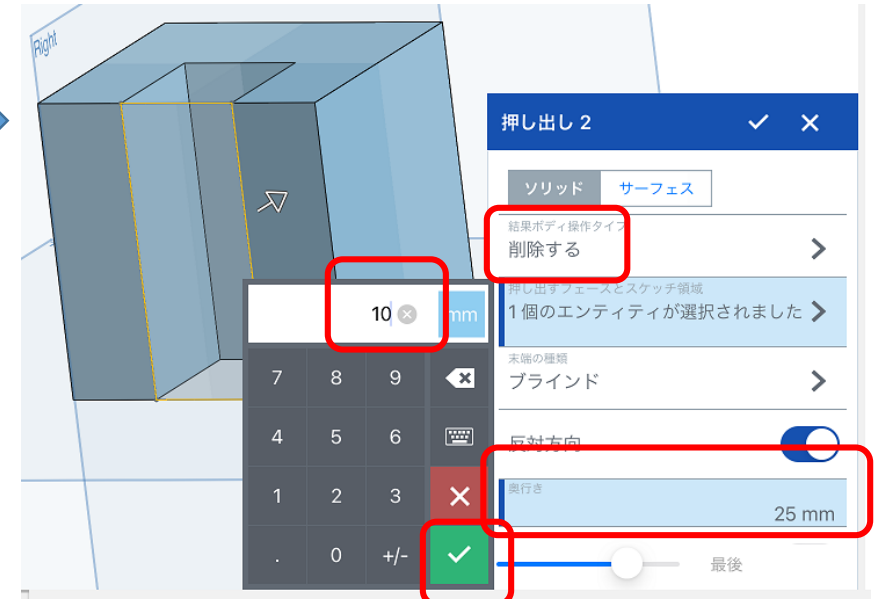 Right
押し出し 2
ソリッド サーフェス
結果ボディ操作タイプ
削除する
押し出すフェースとスケッチ領域
1 個のエンティティが選択されました
末端の種類
ブラインド
反対方向
奥行き
25 mm
最後
10 mm
7 8 9
4 5 6
1 2 3
. 0 +/-